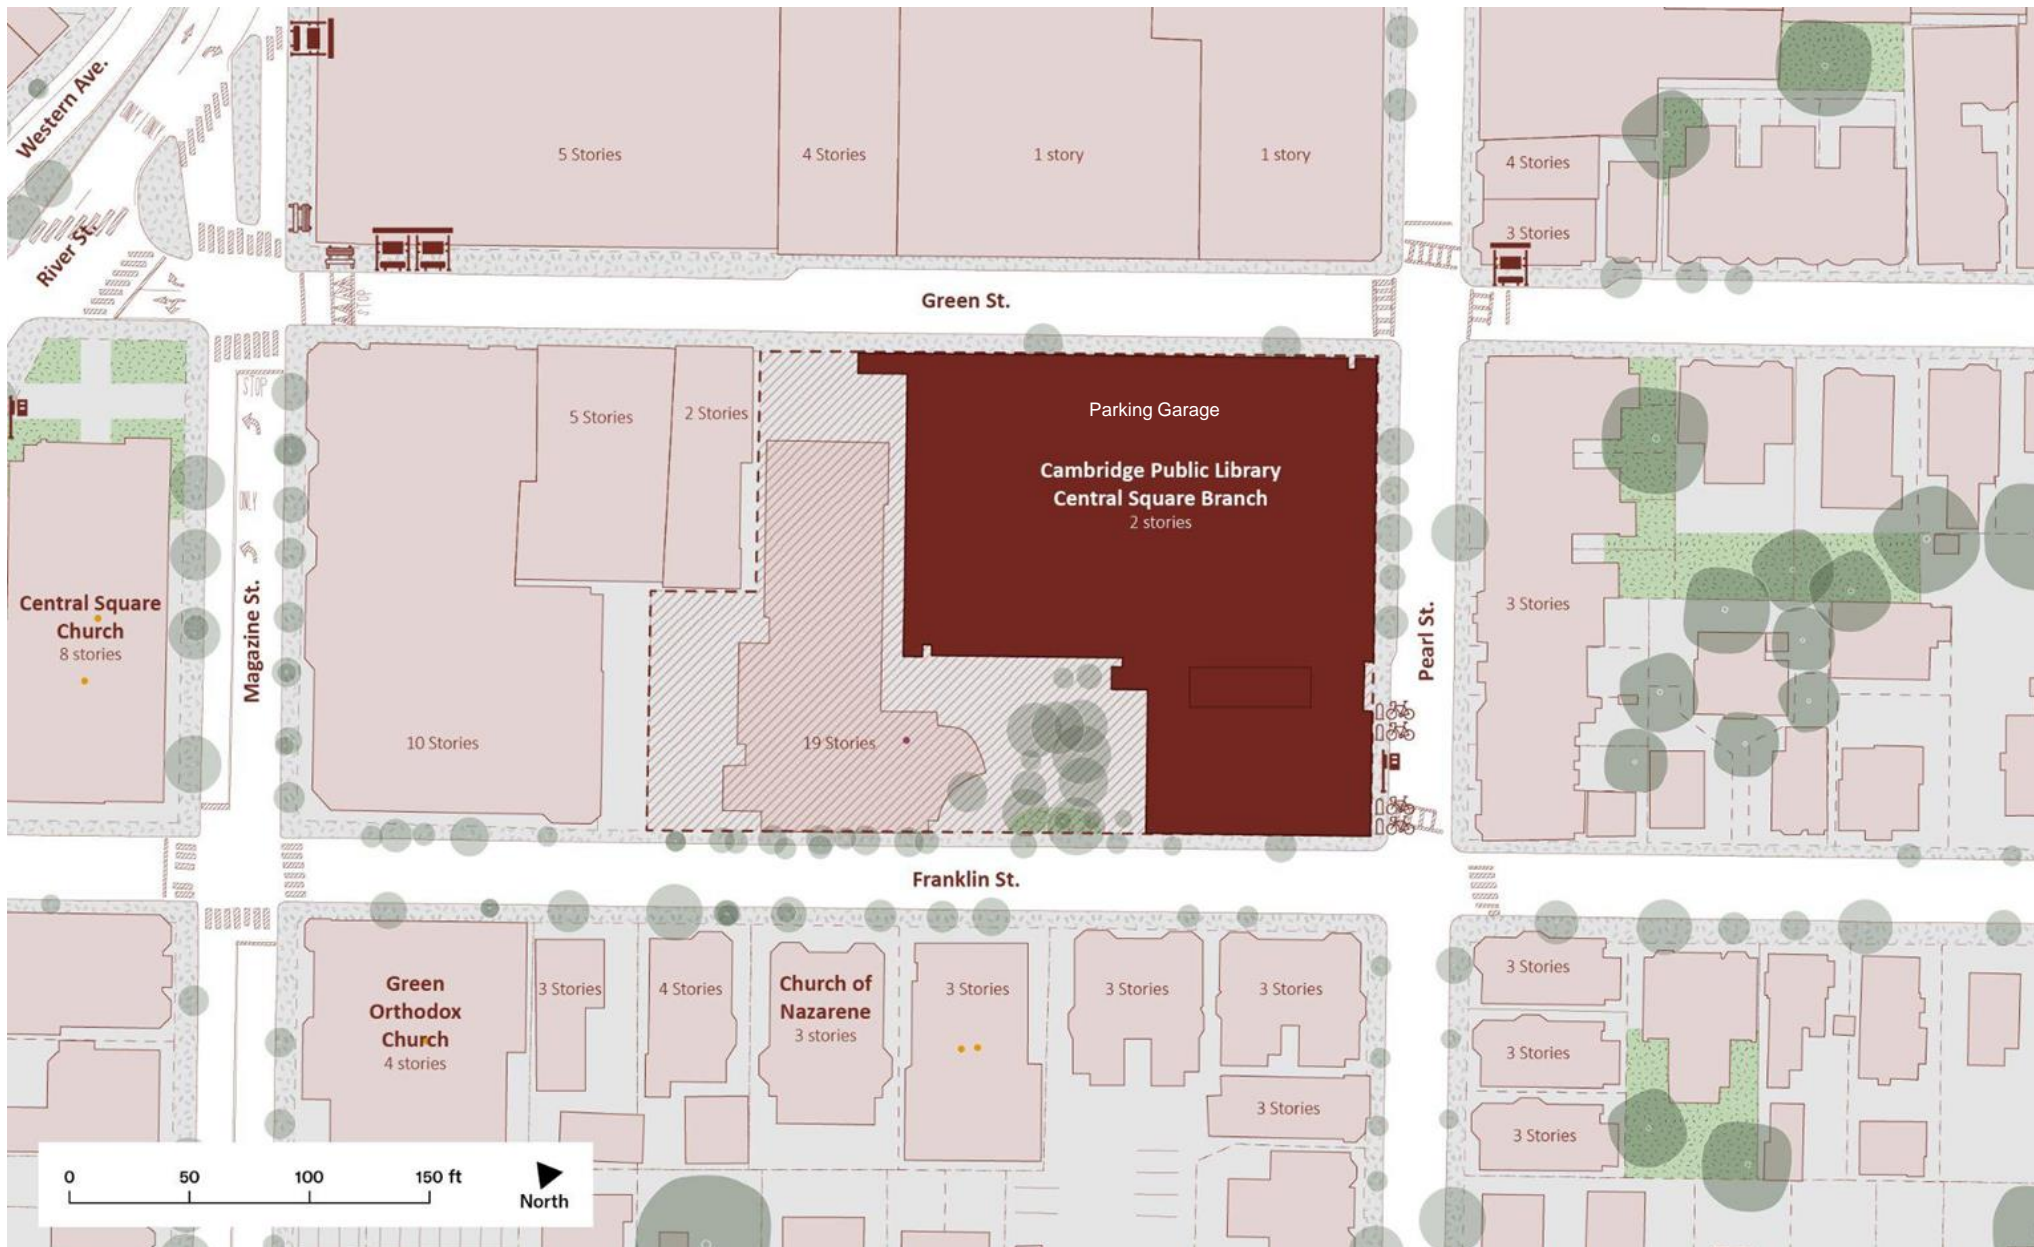 Western Ave.
River St.
5 Stories
4 Stories
1 story
1 story
4 Stories
3 Stories
STOP
Green St.
STOP
ONLY
5 Stories
2 Stories
Parking Garage
Cambridge Public Library
Central Square Branch
2 stories
Central Square
Church
8 stories
Magazine St.
10 Stories
19 Stories
Pearl St.
3 Stories
Franklin St.
Green
Orthodox
Church
4 stories
3 Stories
4 Stories
Church of
Nazarene
3 stories
3 Stories
3 Stories
3 Stories
3 Stories
3 Stories
3 Stories
3 Stories
0 50 100 150 ft
North